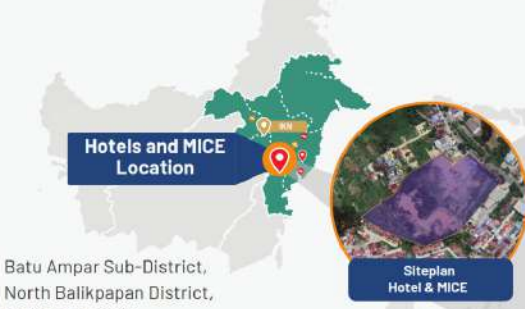 IKN
Hotels and MICE
Location
Batu Ampar Sub-District,
North Balikpapan District,
Siteplan
Hotel & MICE